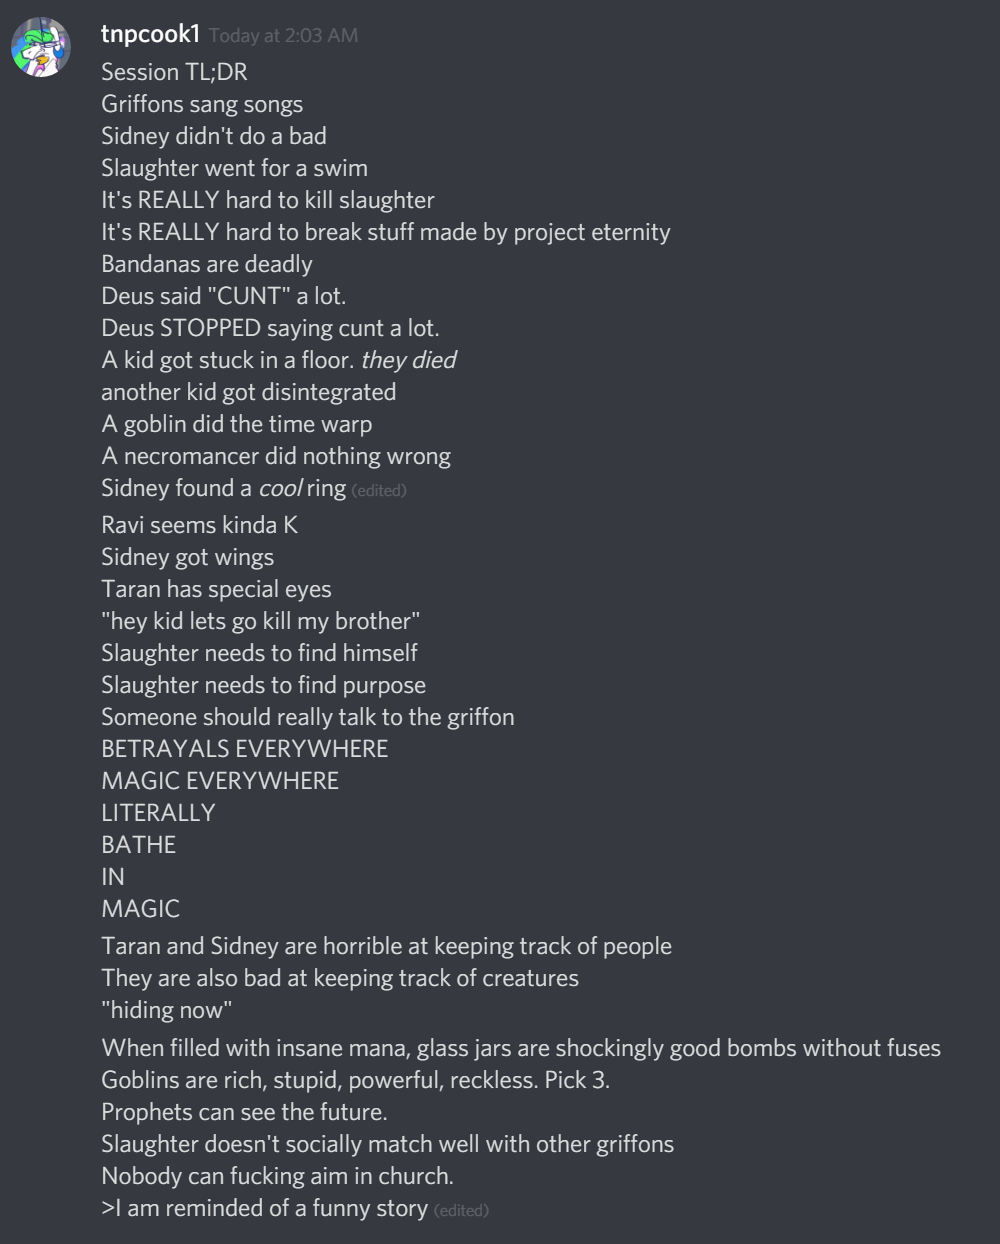 tnpcook1 Today at 2:03 AM
Session TL;DR
Griffons sang songs
Sidney didn't do a bad
Slaughter went for a swim
It's REALLY hard to kill slaughter
It's REALLY hard to break stuff made by project eternity
Bandanas are deadly
Deus said "CUNT" a lot.
Deus STOPPED saying cunt a lot.
A kid got stuck in a floor. they died
another kid got disintegrated
A goblin did the time warp
A necromancer did nothing wrong
Sidney found a cool ring (edited)
Ravi seems kinda K
Sidney got wings
Taran has special eyes
"hey kid lets go kill my brother"
Slaughter needs to find himself
Slaughter needs to find purpose
Someone should really talk to the griffon
BETRAYALS EVERYWHERE
MAGIC EVERYWHERE
LITERALLY
BATHE
IN
MAGIC
Taran and Sidney are horrible at keeping track of people
They are also bad at keeping track of creatures
"hiding now"
When filled with insane mana, glass jars are shockingly good bombs without fuses
Goblins are rich, stupid, powerful, reckless. Pick 3.
Prophets can see the future.
Slaughter doesn't socially match well with other griffons
Nobody can fucking aim in church.
>I am reminded of a funny story (edited)